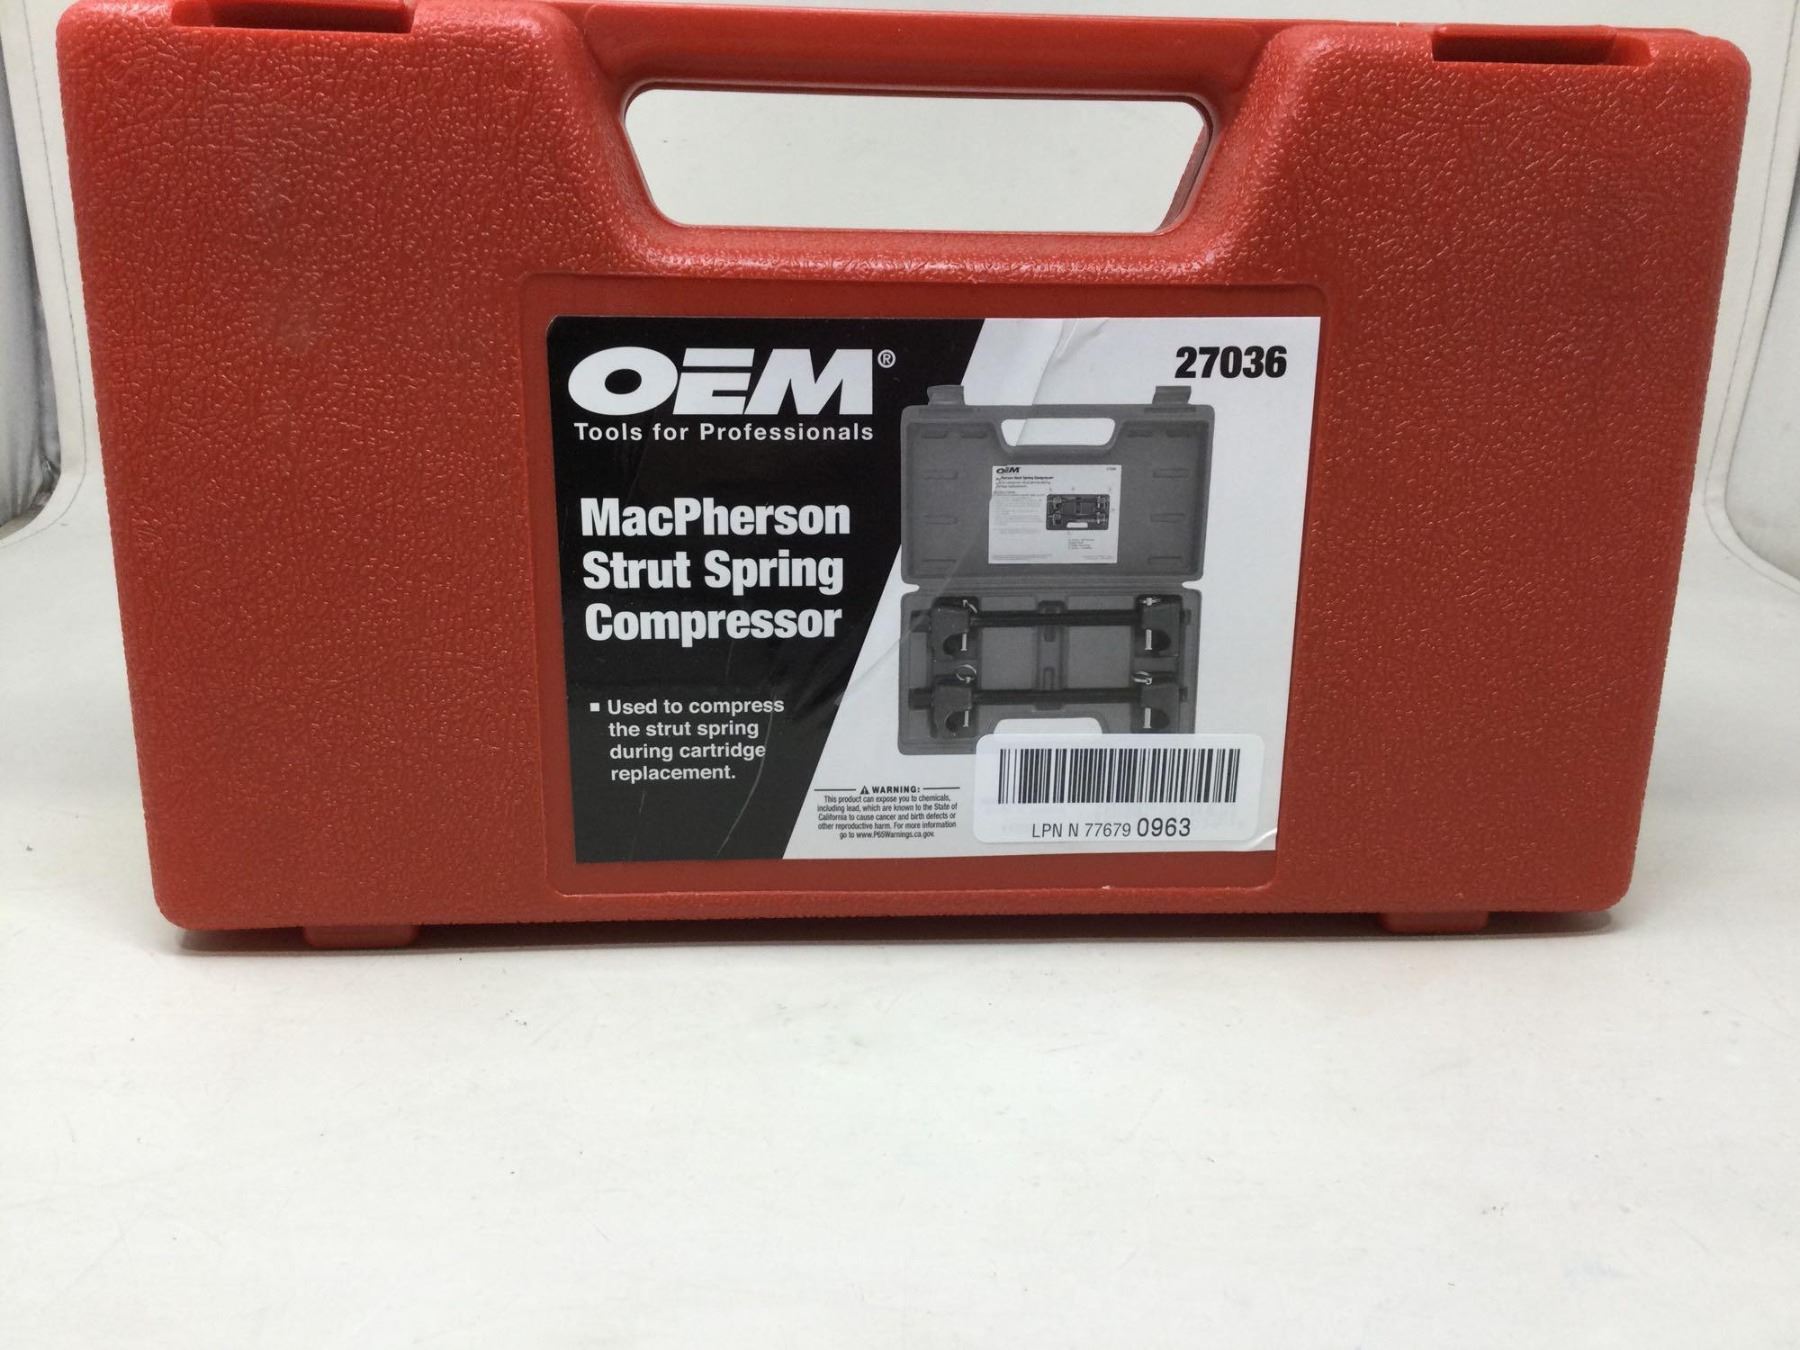 OEM®
Tools for Professionals
27036
MacPherson
Strut Spring
Compressor
▪ Used to compress
the strut spring
during cartridge
replacement.
OEM
⚠ WARNING:
This product can expose you to chemicals,
including lead, which are known to the State of
California to cause cancer and birth defects or
other reproductive harm. For more information
go to www.P65Warnings.ca.gov.
LPN N 77679 0963